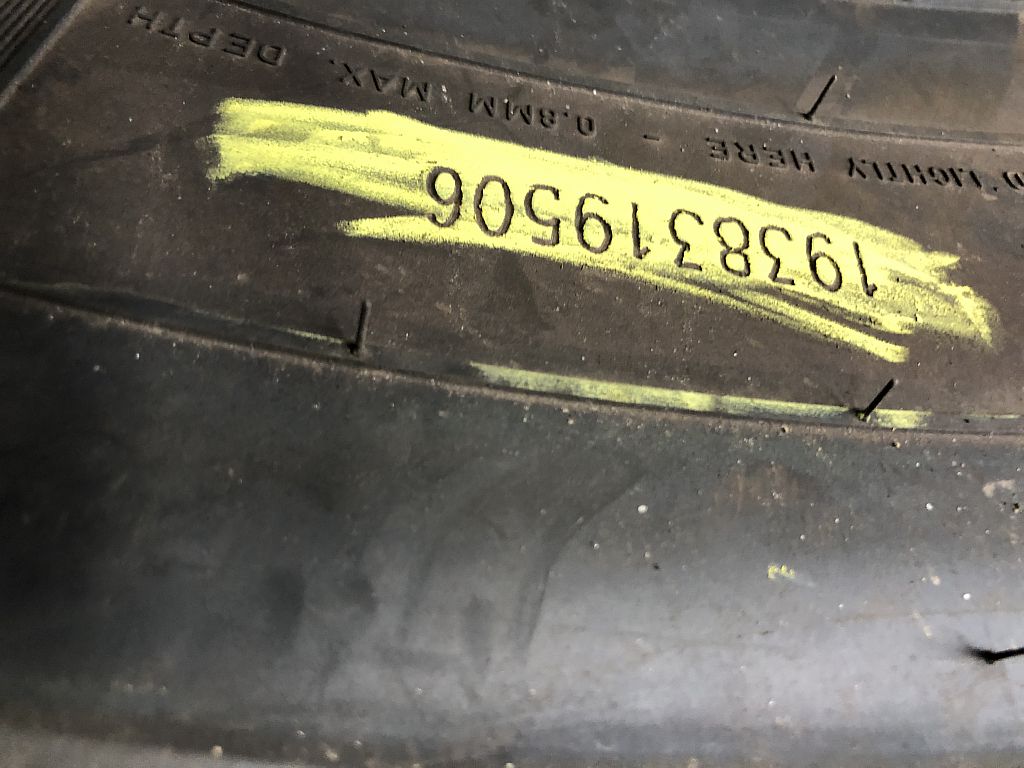 1938319506
D LIGHTLY HERE - 0.8MM MAX. DEPTH